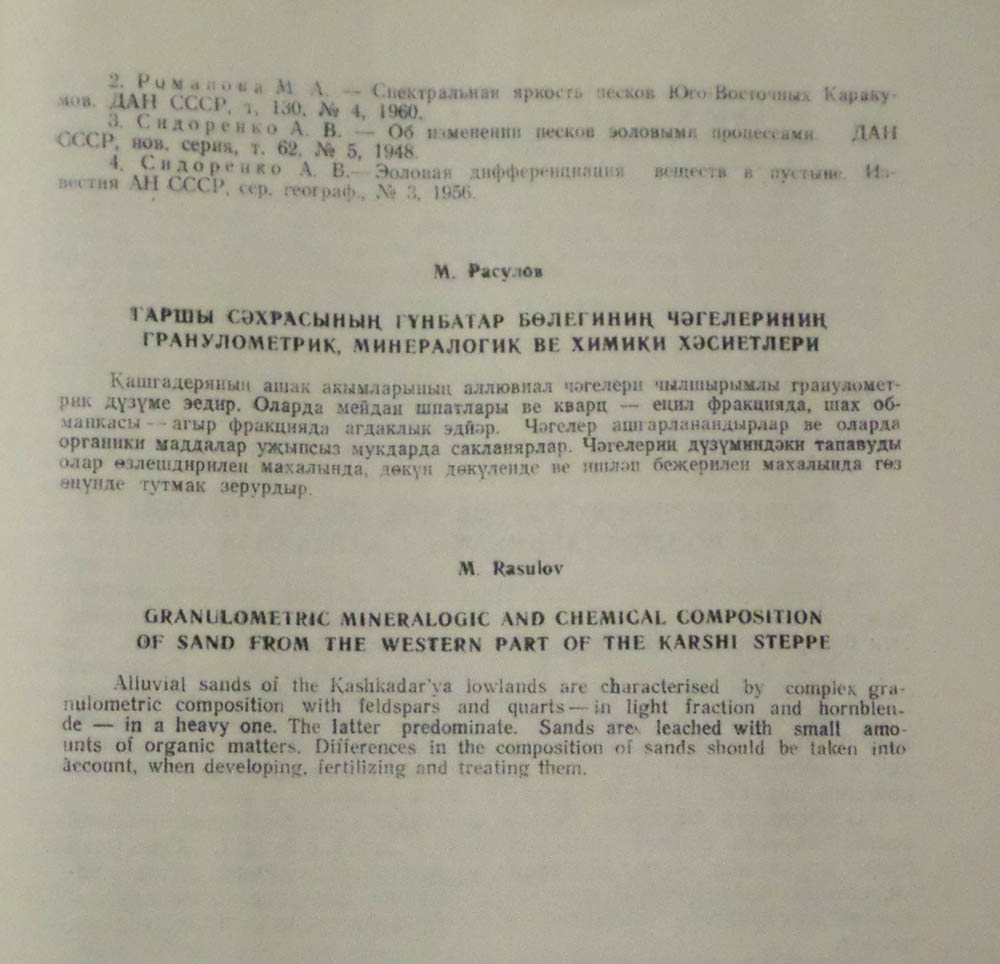 2. Романова М. А. — Спектральная яркость песков Юго-Восточных Караку-
мов. ДАН СССР, т. 130, № 4, 1960.
3. Сидоренко А. В. — Об изменении песков эоловыми процессами. ДАН
СССР, нов. серия, т. 62, № 5, 1948.
4. Сидоренко А. В.— Эоловая дифференциация веществ в пустыне. Из-
вестия АН СССР, сер. географ., № 3, 1956.
М. Расулов
ГАРШЫ СӘХРАСЫНЫҢ ГҮНБАТАР БӨЛЕГИНИҢ ЧӘГЕЛЕРИНИҢ
ГРАНУЛОМЕТРИК, МИНЕРАЛОГИК ВЕ ХИМИКИ ХӘСИЕТЛЕРИ
Қашгадеряның ашак акымларының аллювиал чәгелери чылшырымлы грануломет-
рик дүзүме эедир. Оларда мейдан шпатлары ве кварц — еңил фракцияда, шах об-
манкасы — агыр фракцияда агдаклык эдйәр. Чәгелер ашгарланандырлар ве оларда
органики маддалар ужыпсыз мукдарда сакланярлар. Чәгелериң дүзүминдәки тапавуды
олар өзлешдирилен махалында, дөкүн дөкүленде ве ишләп бежерилен махалында гөз
өңүнде тутмак зерурдыр.
M. Rasulov
GRANULOMETRIC MINERALOGIC AND CHEMICAL COMPOSITION
OF SAND FROM THE WESTERN PART OF THE KARSHI STEPPE
Alluvial sands of the Kashkadar'ya lowlands are characterised by complex gra-
nulometric composition with feldspars and quarts — in light fraction and hornblen-
de — in a heavy one. The latter predominate. Sands are leached with small amo-
unts of organic matters. Differences in the composition of sands should be taken into
account, when developing, fertilizing and treating them.